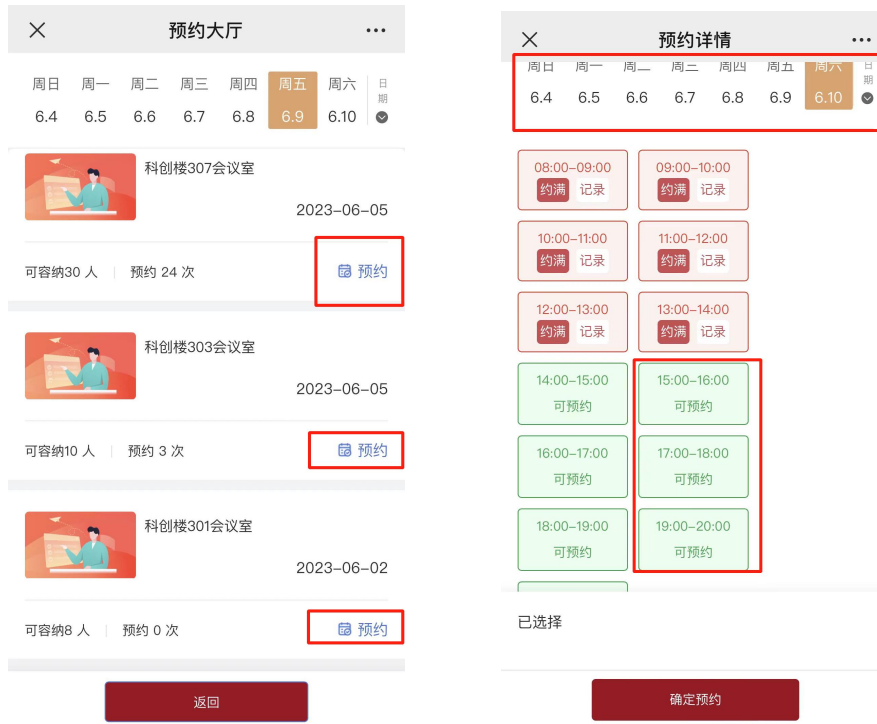 预约大厅
周日 周一 周二 周三 周四 周五 周六 日期
6.4 6.5 6.6 6.7 6.8 6.9 6.10
科创楼307会议室
2023-06-05
可容纳30 人 预约 24 次 预约
科创楼303会议室
2023-06-05
可容纳10 人 预约 3 次 预约
科创楼301会议室
2023-06-02
可容纳8 人 预约 0 次 预约
返回
预约详情
周日 周一 周二 周三 周四 周五 周六 日期
6.4 6.5 6.6 6.7 6.8 6.9 6.10
08:00-09:00 09:00-10:00
约满 记录 约满 记录
10:00-11:00 11:00-12:00
约满 记录 约满 记录
12:00-13:00 13:00-14:00
约满 记录 约满 记录
14:00-15:00 15:00-16:00
可预约 可预约
16:00-17:00 17:00-18:00
可预约 可预约
18:00-19:00 19:00-20:00
可预约 可预约
已选择
确定预约